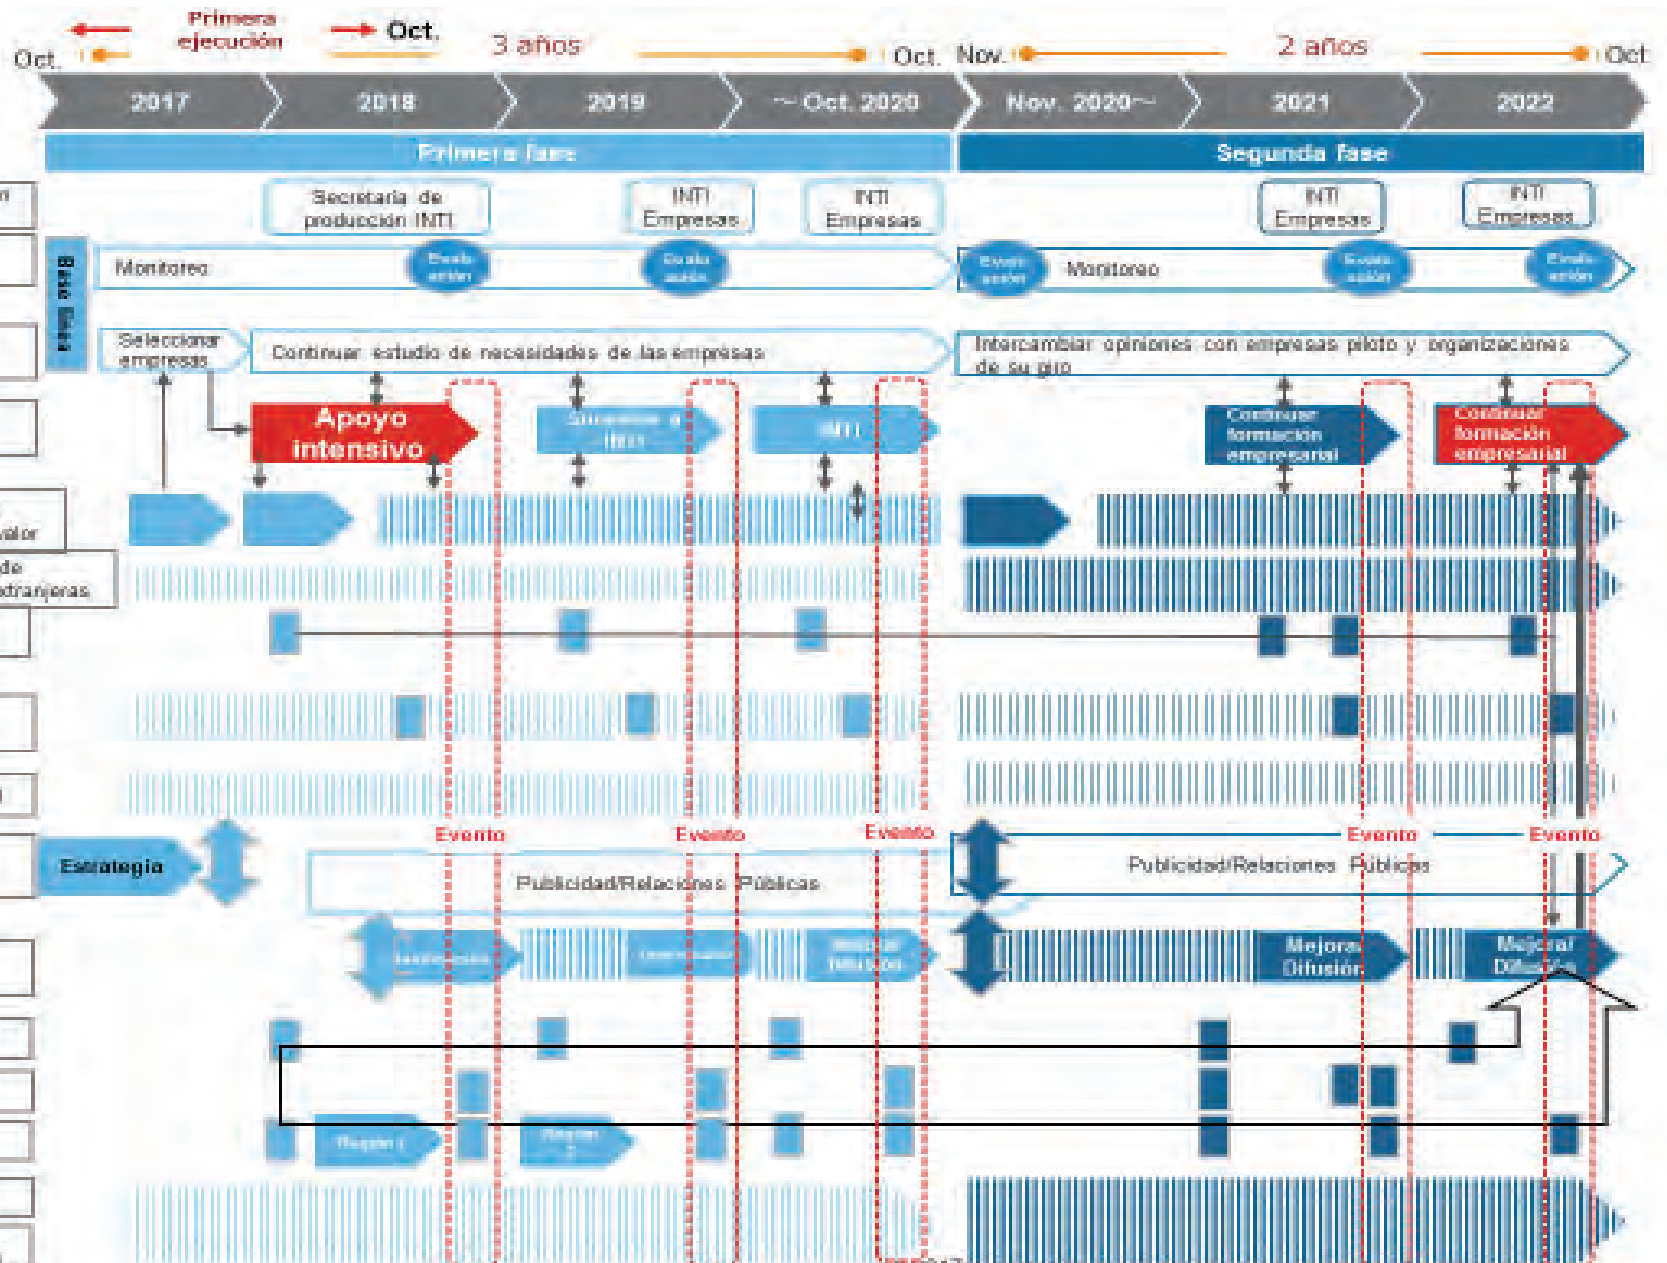 Primera
ejecución
Oct.
Oct.
3 años
Oct.
Nov.
2 años
Oct
2017
2018
2019
~ Oct. 2020
Nov. 2020~
2021
2022
Primera fase
Segunda fase
Secretaría de
producción INTI
INTI
Empresas
INTI
Empresas
INTI
Empresas
INTI
Empresas
Base línea
Monitoreo
Monitoreo
Seleccionar
empresas
Continuar estudio de necesidades de las empresas
Intercambiar opiniones con empresas piloto y organizaciones
de su giro
Apoyo
intensivo
INTI
Continuar
formación
empresarial
Continuar
formación
empresarial
valor
de
extranjeras
Evento
Evento
Evento
Evento
Evento
Estrategia
Publicidad/Relaciones Públicas
Publicidad/Relaciones Públicas
Mejorar
Difusión
Mejorar
Difusión
Mejorar
Difusión